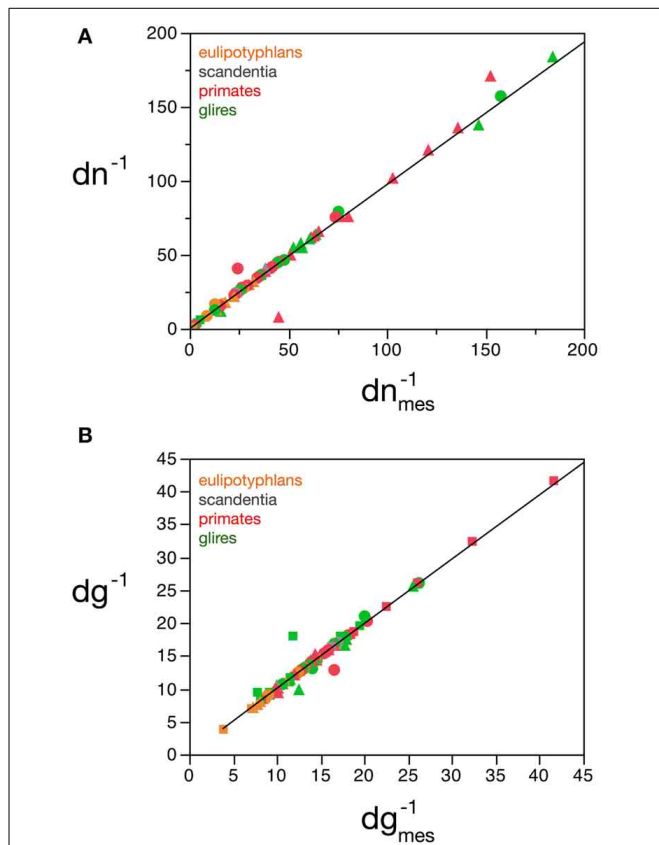 A
200
150
100
50
0
dn⁻¹
eulipotyphlans
scandentia
primates
glires
0 50 100 150 200
dn⁻¹mes
B
45
40
35
30
25
20
15
10
5
0
dg⁻¹
eulipotyphlans
scandentia
primates
glires
0 5 10 15 20 25 30 35 40 45
dg⁻¹mes